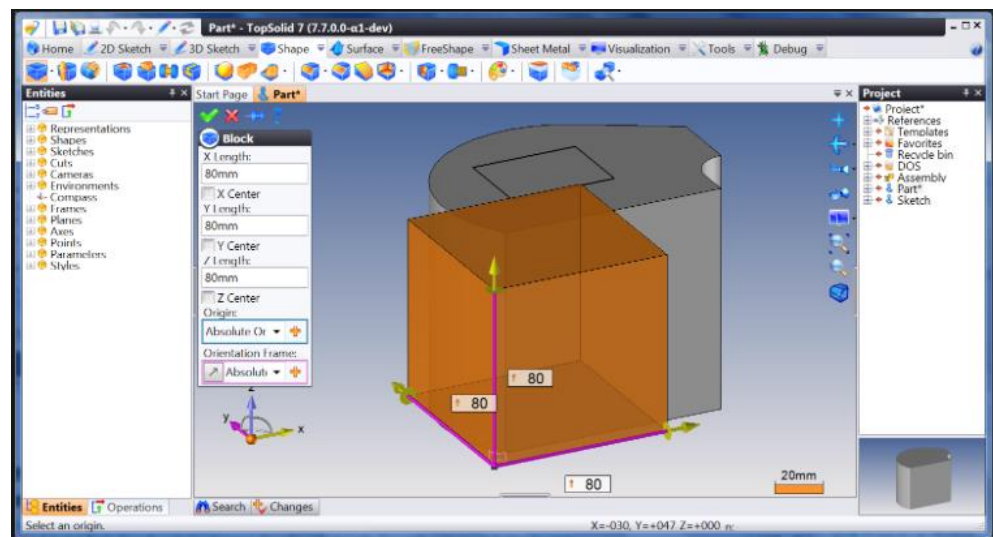 Part* - TopSolid 7 (7.7.0.0-α1-dev)
Home 2D Sketch 3D Sketch Shape Surface FreeShape Sheet Metal Visualization Tools Debug
Entities
Representations
Shapes
Sketches
Cuts
Cameras
Environments
Compass
Frames
Planes
Axes
Points
Parameters
Styles
Entities Operations
Start Page Part*
Block
X Length:
80mm
X Center
Y Length:
80mm
Y Center
Z Length:
80mm
Z Center
Origin:
Absolute Or
Orientation Frame:
Absolut
z
y
x
80
80
80
20mm
Search Changes
Project
Project*
References
Templates
Favorites
Recycle bin
DOS
Assembly
Part*
Sketch
Select an origin.
X=-030, Y=+047 Z=+000